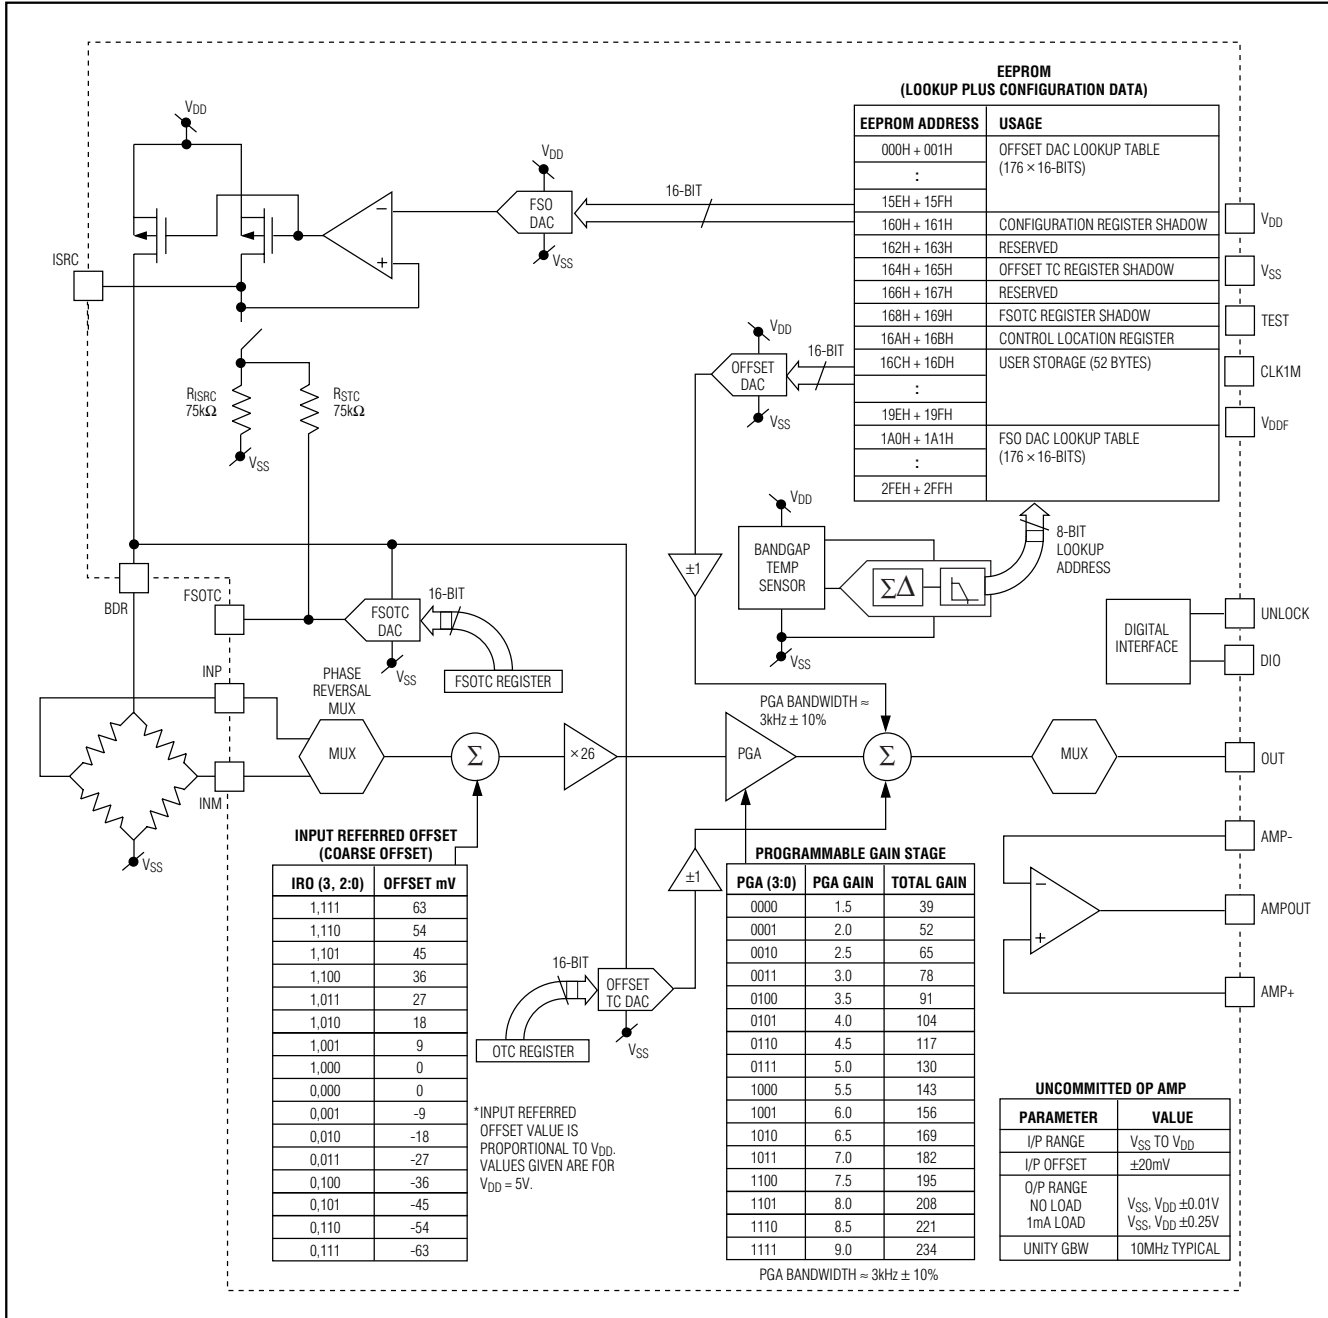 EEPROM
(LOOKUP PLUS CONFIGURATION DATA)
EEPROM ADDRESS USAGE
000H + 001H OFFSET DAC LOOKUP TABLE
(176 × 16-BITS)
:
15EH + 15FH
160H + 161H CONFIGURATION REGISTER SHADOW
162H + 163H RESERVED
164H + 165H OFFSET TC REGISTER SHADOW
166H + 167H RESERVED
168H + 169H FSOTC REGISTER SHADOW
16AH + 16BH CONTROL LOCATION REGISTER
16CH + 16DH USER STORAGE (52 BYTES)
:
19EH + 19FH
1A0H + 1A1H FSO DAC LOOKUP TABLE
(176 × 16-BITS)
:
2FEH + 2FFH
VDD
VDD
FSO
DAC
VSS
16-BIT
−
+
ISRC
RISRC
75kΩ
RSTC
75kΩ
VSS
VDD
OFFSET
DAC
VSS
16-BIT
VDD
VSS
TEST
CLK1M
VDDF
±1
VDD
BANDGAP
TEMP
SENSOR
VSS
ΣΔ
8-BIT
LOOKUP
ADDRESS
BDR
FSOTC
FSOTC
DAC
VSS
16-BIT
FSOTC REGISTER
DIGITAL
INTERFACE
UNLOCK
DIO
INP
INM
VSS
PHASE
REVERSAL
MUX
MUX
Σ
×26
PGA BANDWIDTH ≈
3kHz ± 10%
PGA
Σ
MUX
OUT
INPUT REFERRED OFFSET
(COARSE OFFSET)
IRO (3, 2:0) OFFSET mV
1,111 63
1,110 54
1,101 45
1,100 36
1,011 27
1,010 18
1,001 9
1,000 0
0,000 0
0,001 -9
0,010 -18
0,011 -27
0,100 -36
0,101 -45
0,110 -54
0,111 -63
*INPUT REFERRED
OFFSET VALUE IS
PROPORTIONAL TO VDD.
VALUES GIVEN ARE FOR
VDD = 5V.
16-BIT
OFFSET
TC DAC
VSS
OTC REGISTER
±1
PROGRAMMABLE GAIN STAGE
PGA (3:0) PGA GAIN TOTAL GAIN
0000 1.5 39
0001 2.0 52
0010 2.5 65
0011 3.0 78
0100 3.5 91
0101 4.0 104
0110 4.5 117
0111 5.0 130
1000 5.5 143
1001 6.0 156
1010 6.5 169
1011 7.0 182
1100 7.5 195
1101 8.0 208
1110 8.5 221
1111 9.0 234
PGA BANDWIDTH ≈ 3kHz ± 10%
AMP-
−
AMPOUT
+
AMP+
UNCOMMITTED OP AMP
PARAMETER VALUE
I/P RANGE VSS TO VDD
I/P OFFSET ±20mV
O/P RANGE
NO LOAD VSS, VDD ±0.01V
1mA LOAD VSS, VDD ±0.25V
UNITY GBW 10MHz TYPICAL